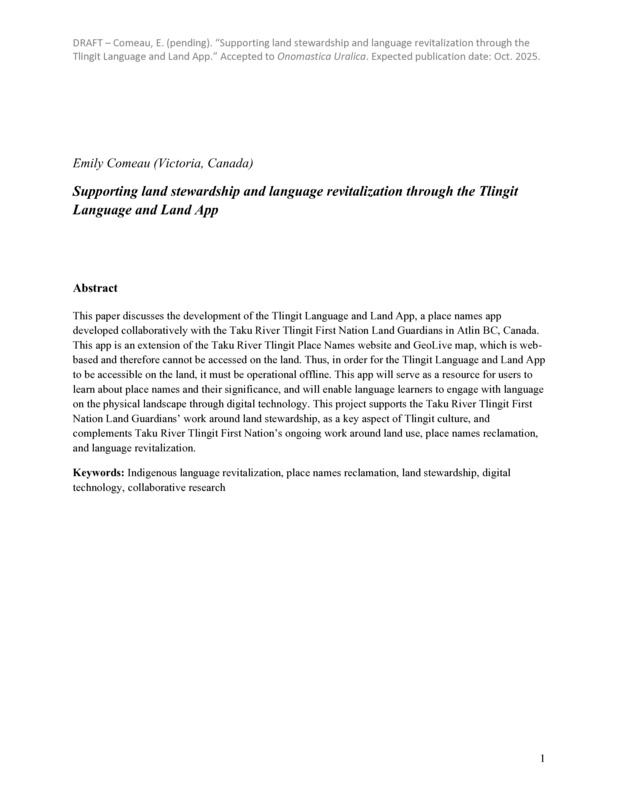 DRAFT – Comeau, E. (pending). “Supporting land stewardship and language revitalization through the
Tlingit Language and Land App.” Accepted to Onomastica Uralica. Expected publication date: Oct. 2025.
Emily Comeau (Victoria, Canada)
Supporting land stewardship and language revitalization through the Tlingit
Language and Land App
Abstract
This paper discusses the development of the Tlingit Language and Land App, a place names app
developed collaboratively with the Taku River Tlingit First Nation Land Guardians in Atlin BC, Canada.
This app is an extension of the Taku River Tlingit Place Names website and GeoLive map, which is web-
based and therefore cannot be accessed on the land. Thus, in order for the Tlingit Language and Land App
to be accessible on the land, it must be operational offline. This app will serve as a resource for users to
learn about place names and their significance, and will enable language learners to engage with language
on the physical landscape through digital technology. This project supports the Taku River Tlingit First
Nation Land Guardians’ work around land stewardship, as a key aspect of Tlingit culture, and
complements Taku River Tlingit First Nation’s ongoing work around land use, place names reclamation,
and language revitalization.
Keywords: Indigenous language revitalization, place names reclamation, land stewardship, digital
technology, collaborative research
1